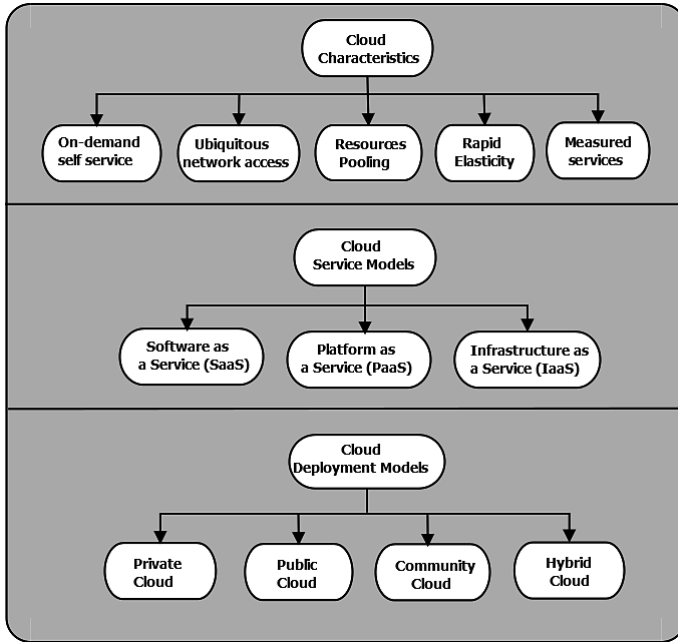 Cloud
Characteristics
On-demand
self service
Ubiquitous
network access
Resources
Pooling
Rapid
Elasticity
Measured
services
Cloud
Service Models
Software as
a Service (SaaS)
Platform as
a Service (PaaS)
Infrastructure as
a Service (IaaS)
Cloud
Deployment Models
Private
Cloud
Public
Cloud
Community
Cloud
Hybrid
Cloud